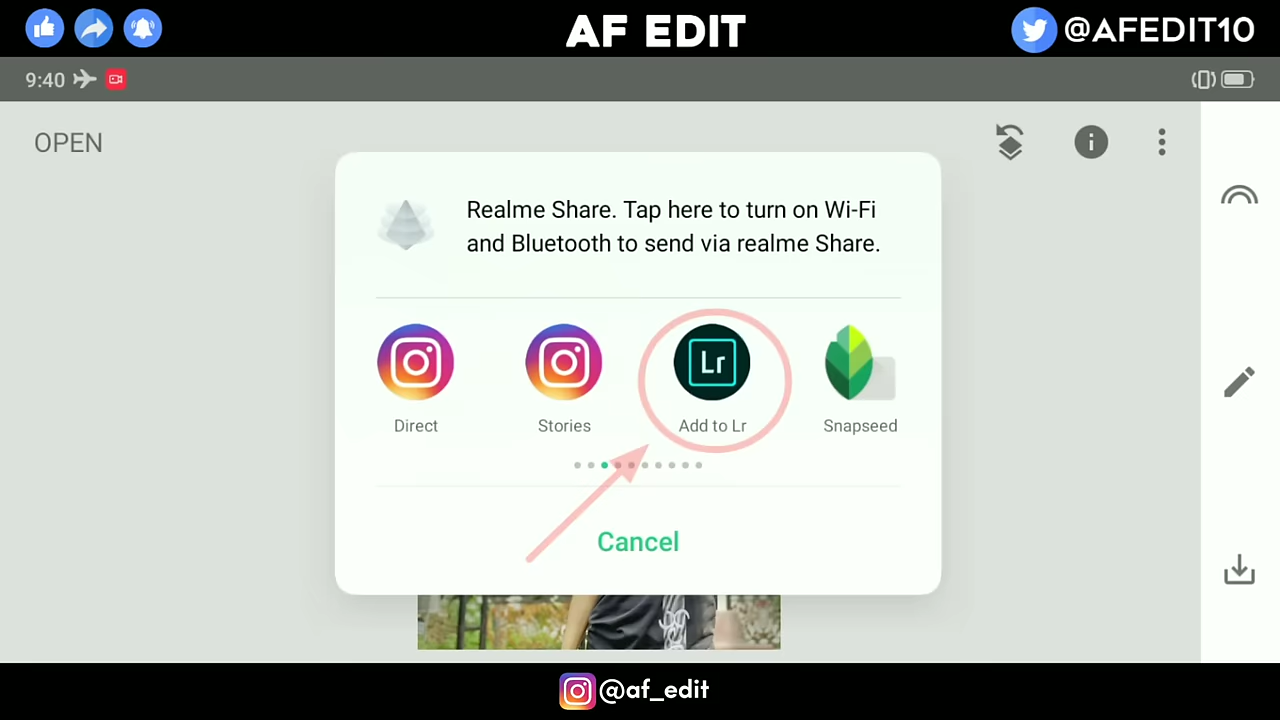 AF EDIT
@AFEDIT10
9:40
OPEN
Realme Share. Tap here to turn on Wi-Fi
and Bluetooth to send via realme Share.
Lr
Direct
Stories
Add to Lr
Snapseed
Cancel
@af_edit